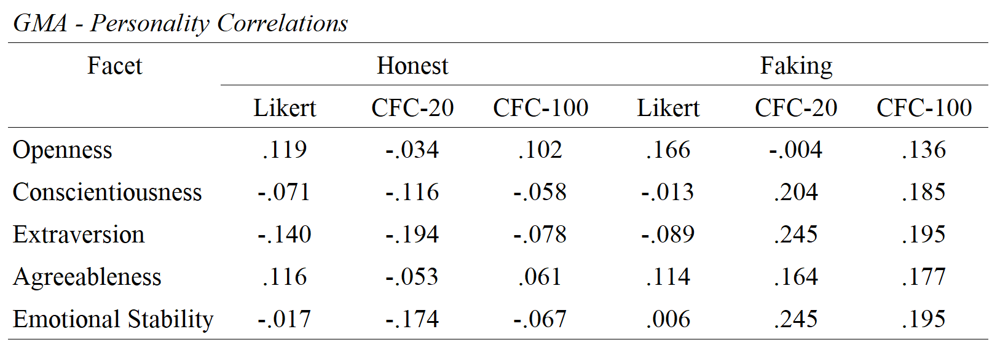 GMA - Personality Correlations
Facet Honest Faking
Likert CFC-20 CFC-100 Likert CFC-20 CFC-100
Openness .119 -.034 .102 .166 -.004 .136
Conscientiousness -.071 -.116 -.058 -.013 .204 .185
Extraversion -.140 -.194 -.078 -.089 .245 .195
Agreeableness .116 -.053 .061 .114 .164 .177
Emotional Stability -.017 -.174 -.067 .006 .245 .195